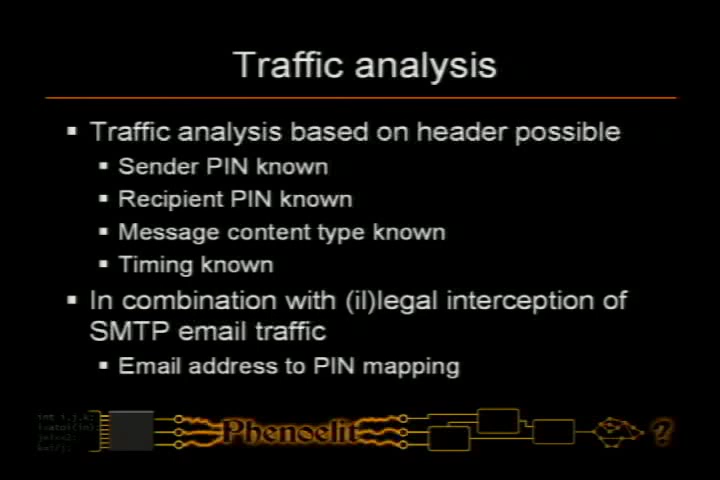 Traffic analysis
▪ Traffic analysis based on header possible
▪ Sender PIN known
▪ Recipient PIN known
▪ Message content type known
▪ Timing known
▪ In combination with (il)legal interception of
SMTP email traffic
▪ Email address to PIN mapping
int i,j,k;
Phenoelit
?